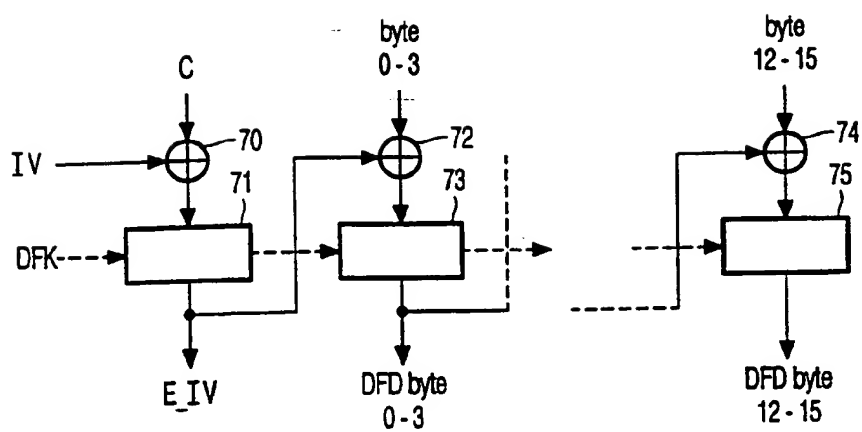 byte
0 - 3
byte
12 - 15
C
70
72
74
IV
71
73
75
DFK
E_IV
DFD byte
0 - 3
DFD byte
12 - 15